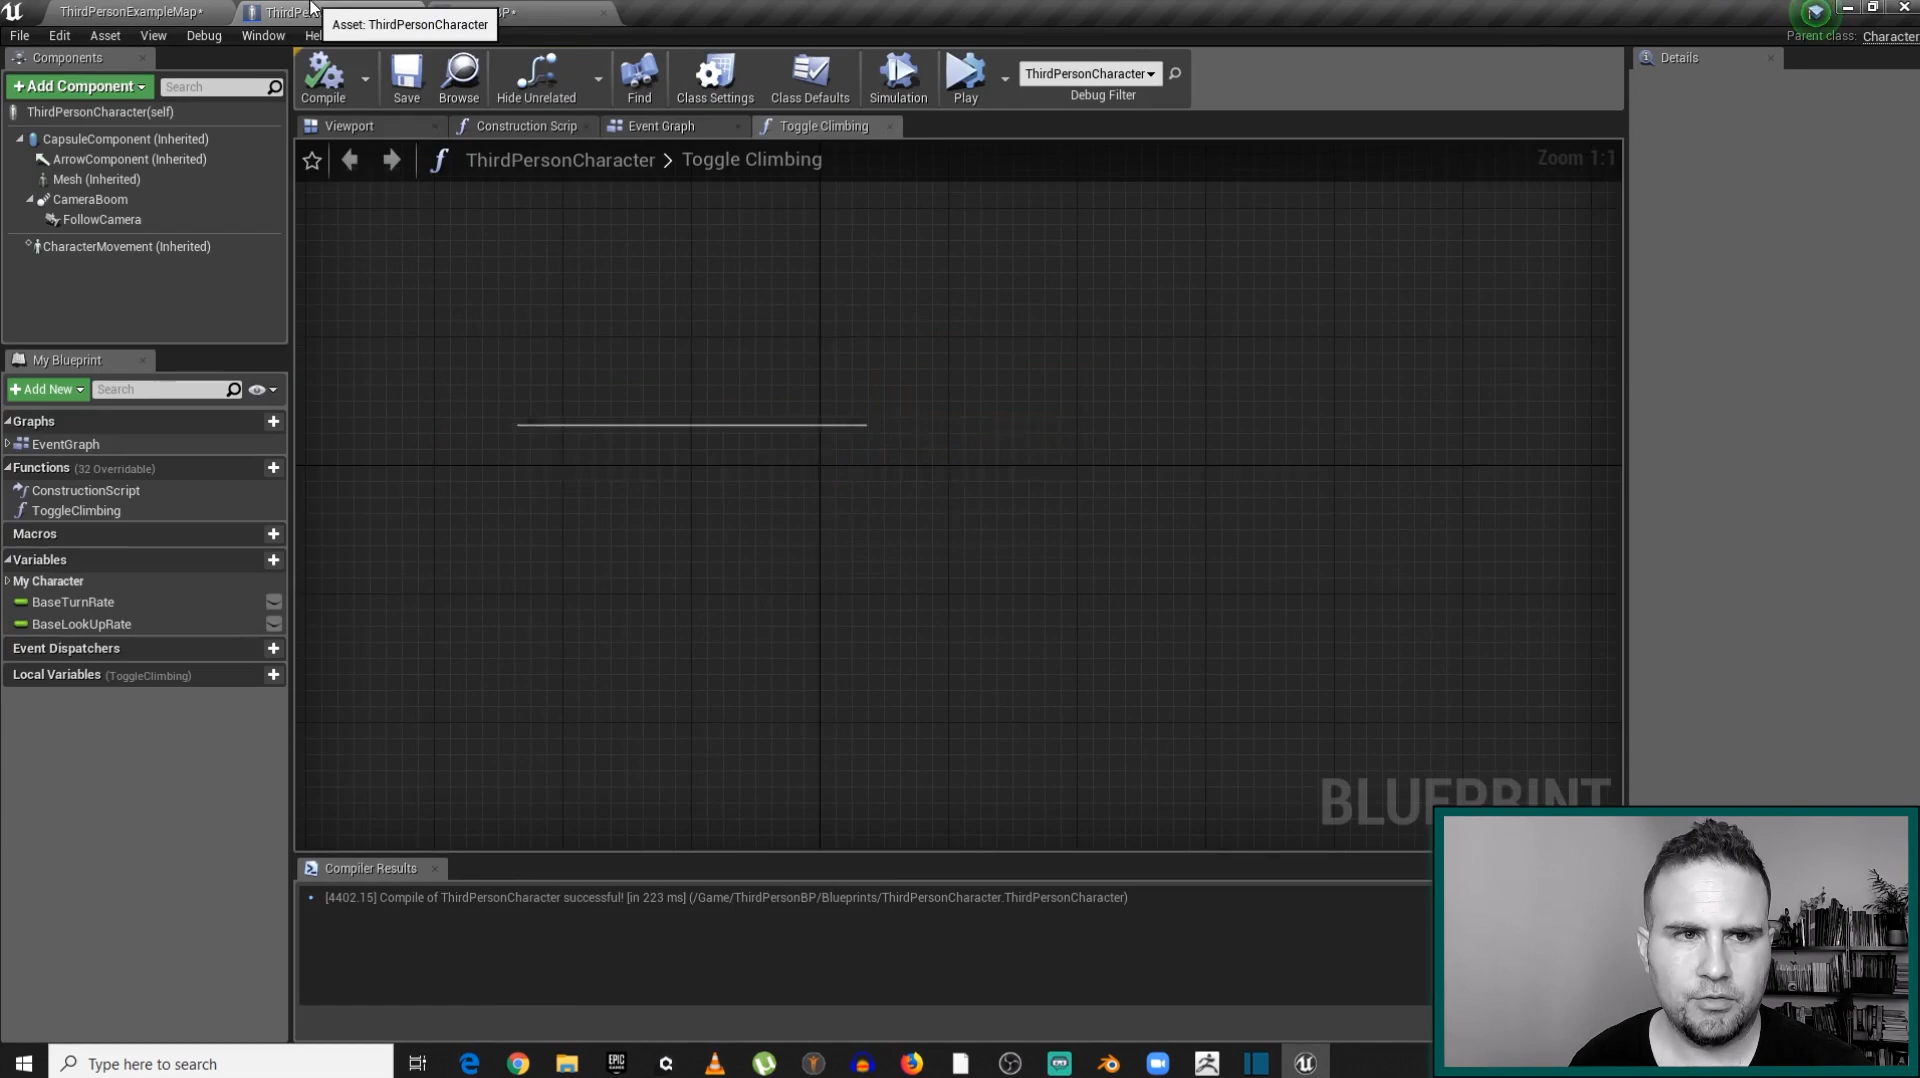 ThirdPersonExampleMap*
ThirdPe
BP*
Asset: ThirdPersonCharacter
File Edit Asset View Debug Window Hel
Parent class: Character
Components
+Add Component
Search
ThirdPersonCharacter(self)
CapsuleComponent (Inherited)
ArrowComponent (Inherited)
Mesh (Inherited)
CameraBoom
FollowCamera
CharacterMovement (Inherited)
Compile
Save
Browse
Hide Unrelated
Find
Class Settings
Class Defaults
Simulation
Play
ThirdPersonCharacter
Debug Filter
Details
Viewport
Construction Scrip
Event Graph
Toggle Climbing
ThirdPersonCharacter > Toggle Climbing
Zoom 1:1
My Blueprint
+Add New
Search
Graphs
EventGraph
Functions (32 Overridable)
ConstructionScript
ToggleClimbing
Macros
Variables
My Character
BaseTurnRate
BaseLookUpRate
Event Dispatchers
Local Variables (ToggleClimbing)
BLUEPRINT
Compiler Results
[4402.15] Compile of ThirdPersonCharacter successful! [in 223 ms] (/Game/ThirdPersonBP/Blueprints/ThirdPersonCharacter.ThirdPersonCharacter)
Type here to search
EPIC
GAMES